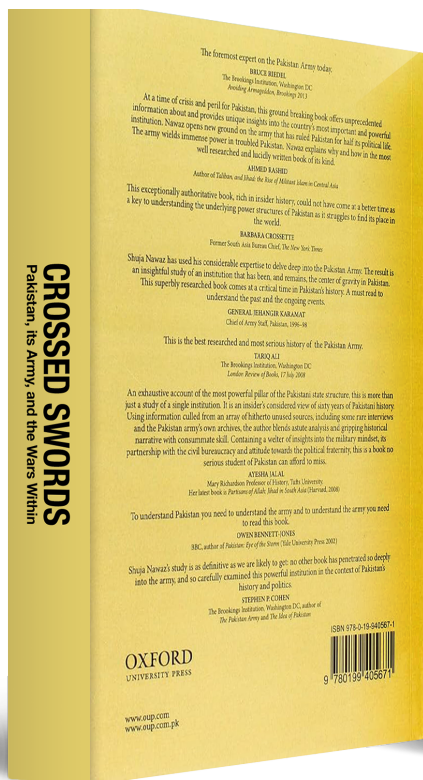 CROSSED SWORDS
Pakistan, its Army, and the Wars Within
The foremost expert on the Pakistan Army today.
BRUCE RIEDEL
The Brookings Institution, Washington DC
Avoiding Armageddon, Brookings 2013
At a time of crisis and peril for Pakistan, this ground breaking book offers unprecedented
information about and provides unique insights into the country's most important and powerful
institution. Nawaz opens new ground on the army that has ruled Pakistan for half its political life.
The army wields immense power in troubled Pakistan. Nawaz explains why and how in the most
well researched and lucidly written book of its kind.
AHMED RASHID
Author of Taliban, and Jihad: the Rise of Militant Islam in Central Asia
This exceptionally authoritative book, rich in insider history, could not have come at a better time as
a key to understanding the underlying power structures of Pakistan as it struggles to find its place in
the world.
BARBARA CROSSETTE
Former South Asia Bureau Chief, The New York Times
Shuja Nawaz has used his considerable expertise to delve deep into the Pakistan Army. The result is
an insightful study of an institution that has been, and remains, the center of gravity in Pakistan.
This superbly researched book comes at a critical time in Pakistan's history. A must read to
understand the past and the ongoing events.
GENERAL JEHANGIR KARAMAT
Chief of Army Staff, Pakistan, 1996–98
This is the best researched and most serious history of the Pakistan Army.
TARIQ ALI
The Brookings Institution, Washington DC
London Review of Books, 17 July 2008
An exhaustive account of the most powerful pillar of the Pakistani state structure, this is more than
just a study of a single institution. It is an insider's considered view of sixty years of Pakistani history.
Using information culled from an array of hitherto unused sources, including some rare interviews
and the Pakistan army's own archives, the author blends astute analysis and gripping historical
narrative with consummate skill. Containing a welter of insights into the military mindset, its
partnership with the civil bureaucracy and attitude towards the political fraternity, this is a book no
serious student of Pakistan can afford to miss.
AYESHA JALAL
Mary Richardson Professor of History, Tufts University,
Her latest book is Partisans of Allah: Jihad in South Asia (Harvard, 2008)
To understand Pakistan you need to understand the army and to understand the army you need
to read this book.
OWEN BENNETT-JONES
BBC, author of Pakistan: Eye of the Storm (Yale University Press 2002)
Shuja Nawaz's study is as definitive as we are likely to get: no other book has penetrated so deeply
into the army, and so carefully examined this powerful institution in the context of Pakistan's
history and politics.
STEPHEN P. COHEN
The Brookings Institution, Washington DC, author of
The Pakistan Army and The Idea of Pakistan
ISBN 978-0-19-940567-1
9 780199 405671
OXFORD
UNIVERSITY PRESS
www.oup.com
www.oup.com.pk